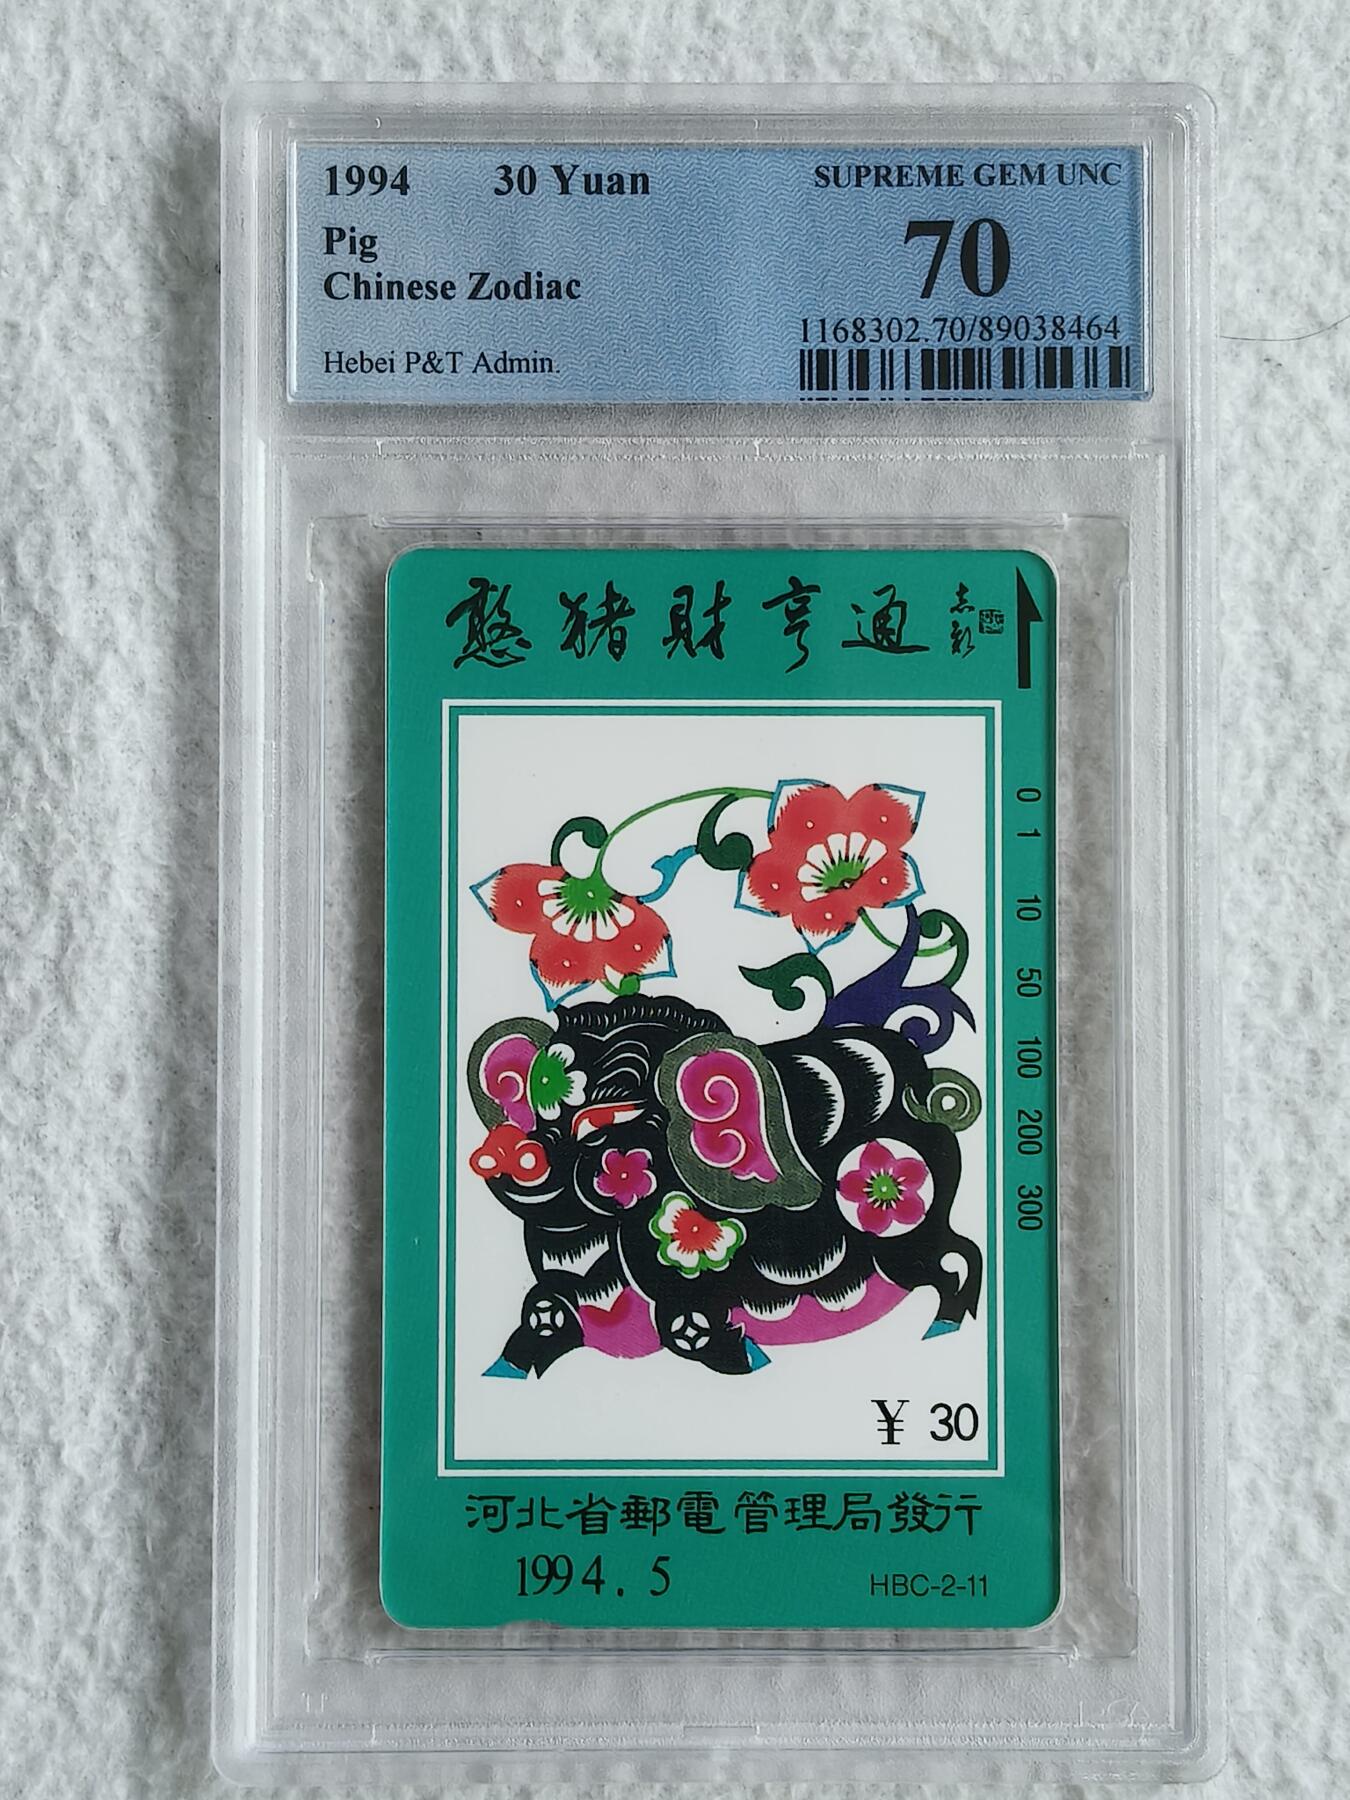 1994 30 Yuan
SUPREME GEM UNC
Pig
70
Chinese Zodiac
1168302.70/89038464
Hebei P&T Admin.
憨猪財亨通
0 1 10 50 100 200 300
¥ 30
河北省郵電管理局發行
1994.5
HBC-2-11